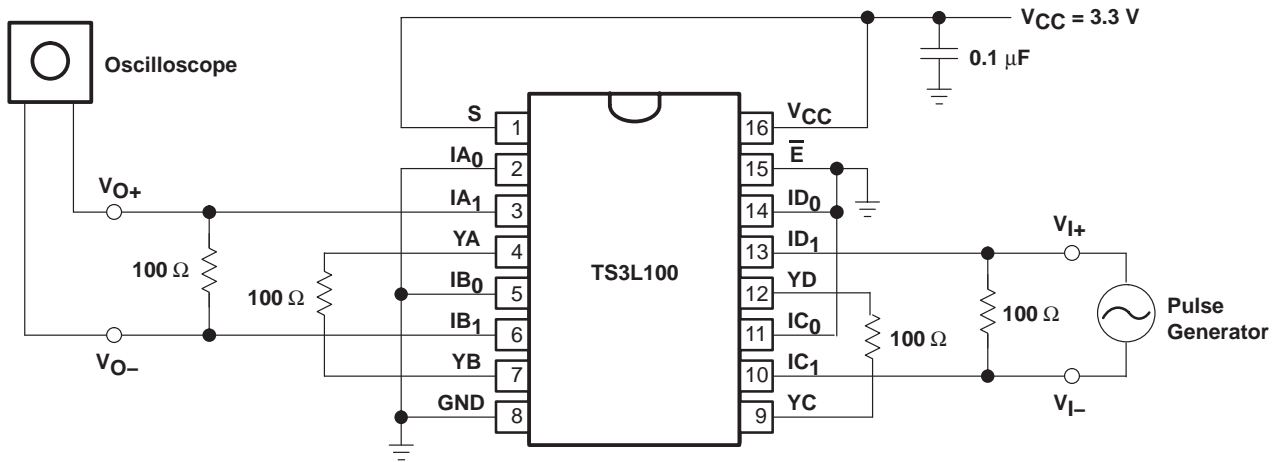 VCC = 3.3 V
0.1 μF
Oscilloscope
S
1
16
VCC
IA0
2
15
E̅
VO+
IA1
3
14
ID0
YA
4
13
ID1
VI+
100 Ω
100 Ω
IB0
5
TS3L100
12
YD
100 Ω
100 Ω
Pulse
Generator
IB1
6
11
IC0
VO–
YB
7
10
IC1
VI–
GND
8
9
YC